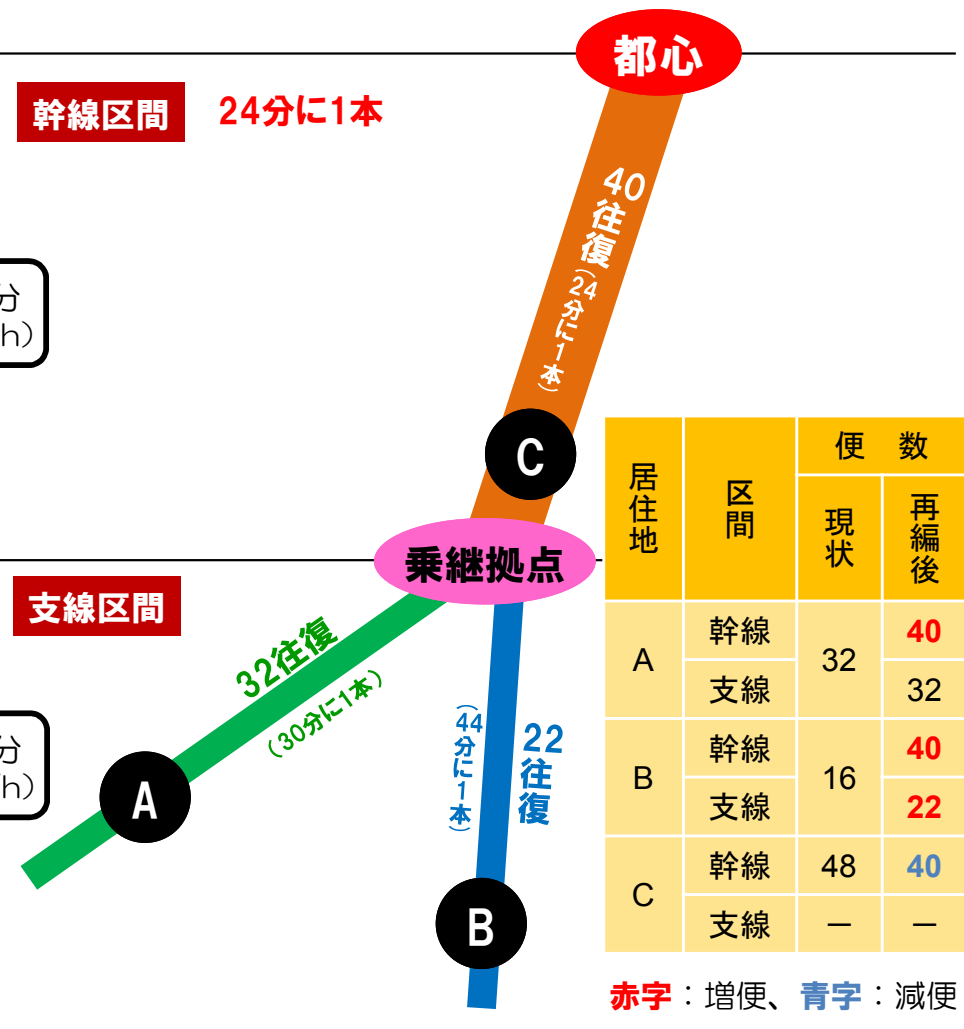 都心
幹線区間 24分に1本
40往復(24分に1本)
分
h)
C
乗継拠点
支線区間
32往復
(30分に1本)
22往復
(44分に1本)
分
h)
A
B
居住地 区間 便 数
現状 再編後
A 幹線 32 40
支線 32
B 幹線 16 40
支線 22
C 幹線 48 40
支線 － －
赤字：増便、青字：減便